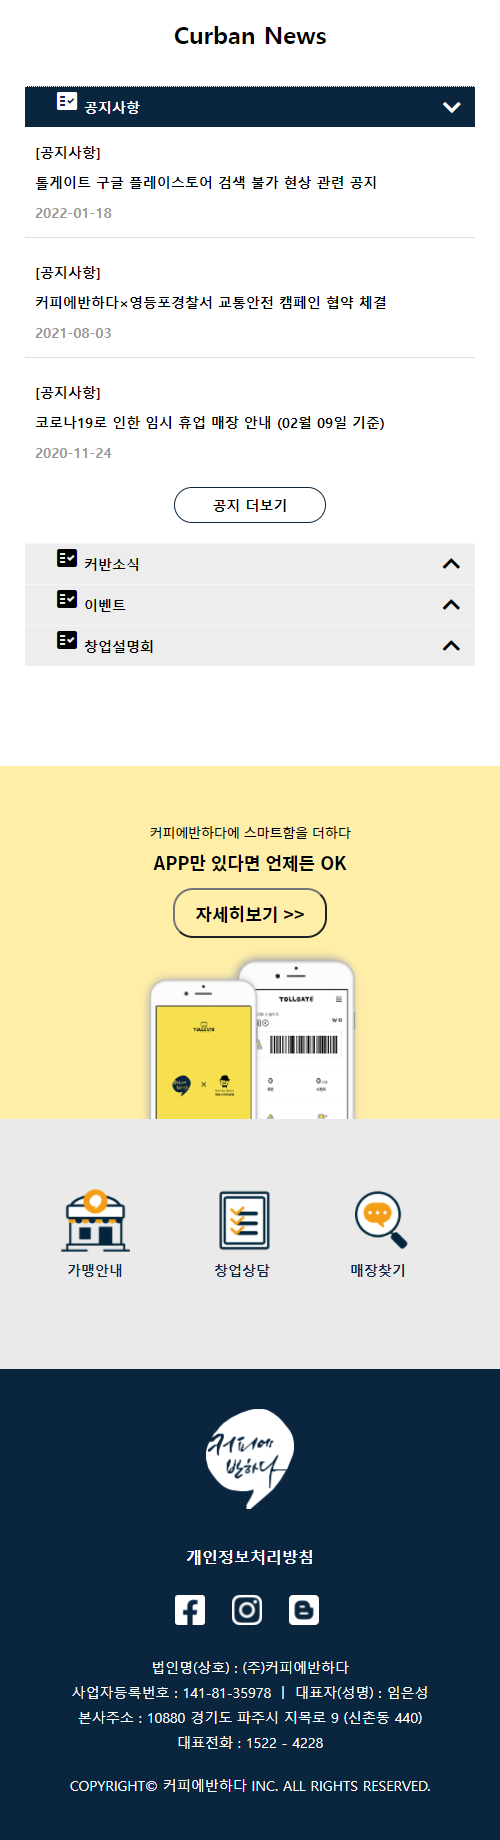 Curban News
공지사항
[공지사항]
톨게이트 구글 플레이스토어 검색 불가 현상 관련 공지
2022-01-18
[공지사항]
커피에반하다×영등포경찰서 교통안전 캠페인 협약 체결
2021-08-03
[공지사항]
코로나19로 인한 임시 휴업 매장 안내 (02월 09일 기준)
2020-11-24
공지 더보기
커반소식
이벤트
창업설명회
커피에반하다에 스마트함을 더하다
APP만 있다면 언제든 OK
자세히보기 >>
TOLLGATE
TOLLGATE
가맹안내
창업상담
매장찾기
커피에
반하다
개인정보처리방침
법인명(상호) : (주)커피에반하다
사업자등록번호 : 141-81-35978 ㅣ 대표자(성명) : 임은성
본사주소 : 10880 경기도 파주시 지목로 9 (신촌동 440)
대표전화 : 1522 - 4228
COPYRIGHT© 커피에반하다 INC. ALL RIGHTS RESERVED.